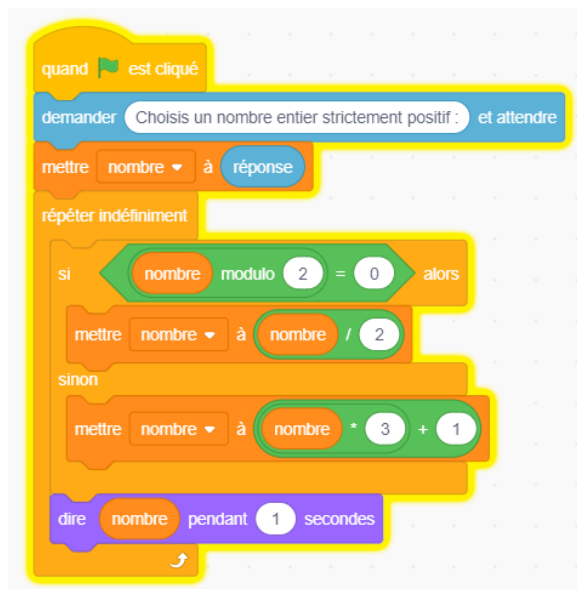 quand est cliqué
demander Choisis un nombre entier strictement positif : et attendre
mettre nombre à réponse
répéter indéfiniment
si nombre modulo 2 = 0 alors
mettre nombre à nombre / 2
sinon
mettre nombre à nombre * 3 + 1
dire nombre pendant 1 secondes